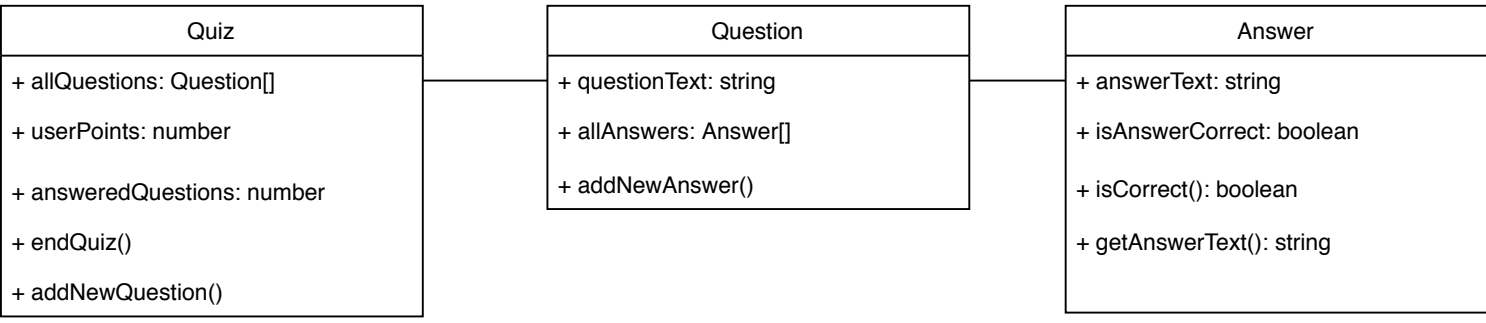 Quiz
+ allQuestions: Question[]
+ userPoints: number
+ answeredQuestions: number
+ endQuiz()
+ addNewQuestion()
Question
+ questionText: string
+ allAnswers: Answer[]
+ addNewAnswer()
Answer
+ answerText: string
+ isAnswerCorrect: boolean
+ isCorrect(): boolean
+ getAnswerText(): string